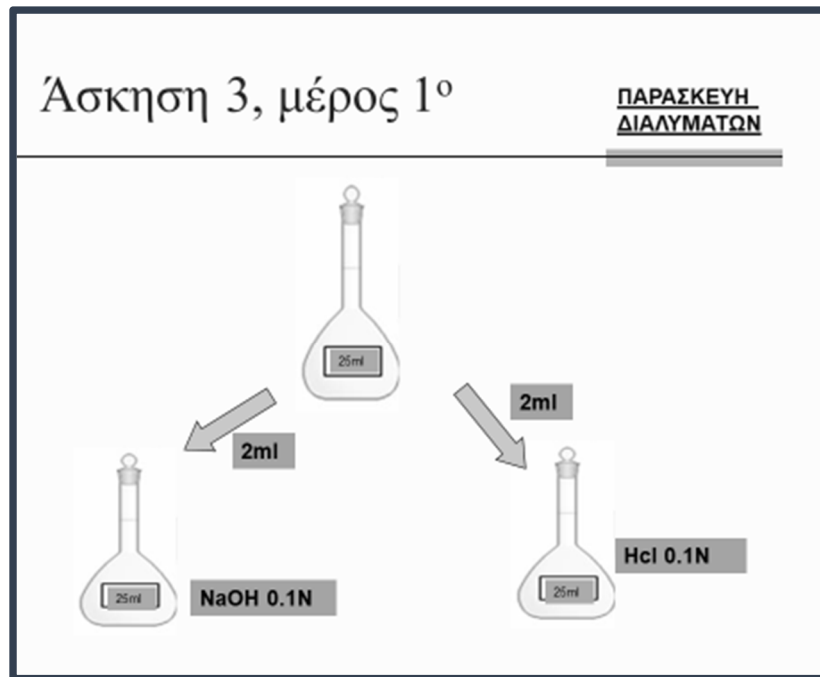 Άσκηση 3, μέρος 1ο
ΠΑΡΑΣΚΕΥΗ
ΔΙΑΛΥΜΑΤΩΝ
25ml
2ml
2ml
25ml
NaOH 0.1N
25ml
Hcl 0.1N